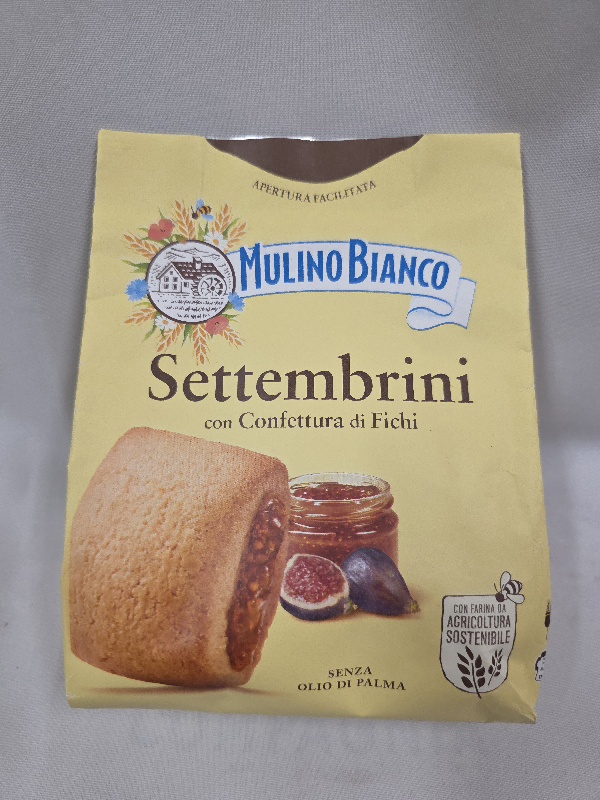 APERTURA FACILITATA
MULINO BIANCO
Settembrini
con Confettura di Fichi
CON FARINA DA
AGRICOLTURA
SOSTENIBILE
SENZA
OLIO DI PALMA